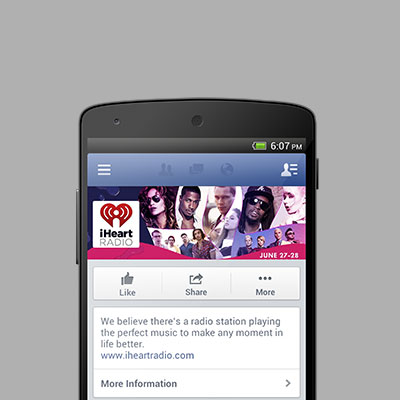 6:07 PM
iHeart
RADIO
JUNE 27-28
Like Share More
We believe there's a radio station playing
the perfect music to make any moment in
life better.
www.iheartradio.com
More Information